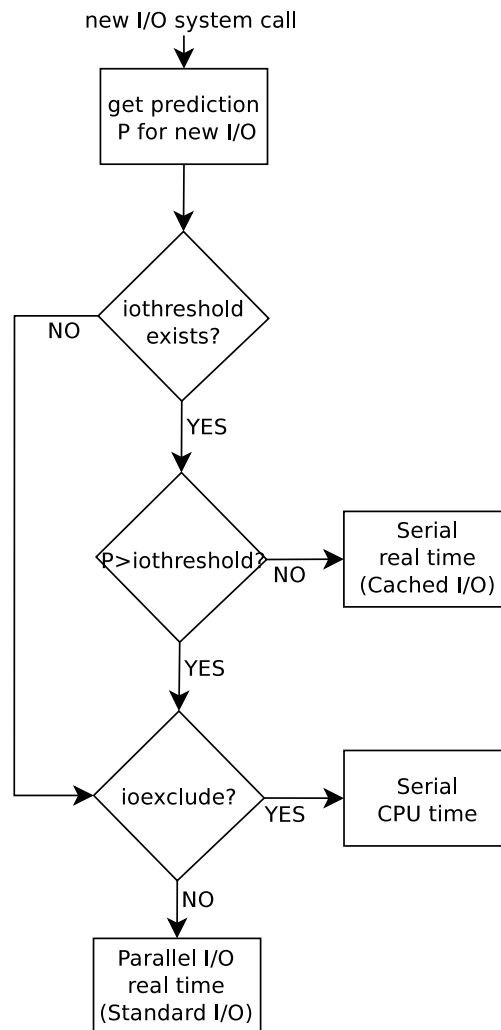 new I/O system call
get prediction
P for new I/O
iothreshold
exists?
NO
YES
P>iothreshold?
NO
Serial
real time
(Cached I/O)
YES
ioexclude?
YES
Serial
CPU time
NO
Parallel I/O
real time
(Standard I/O)